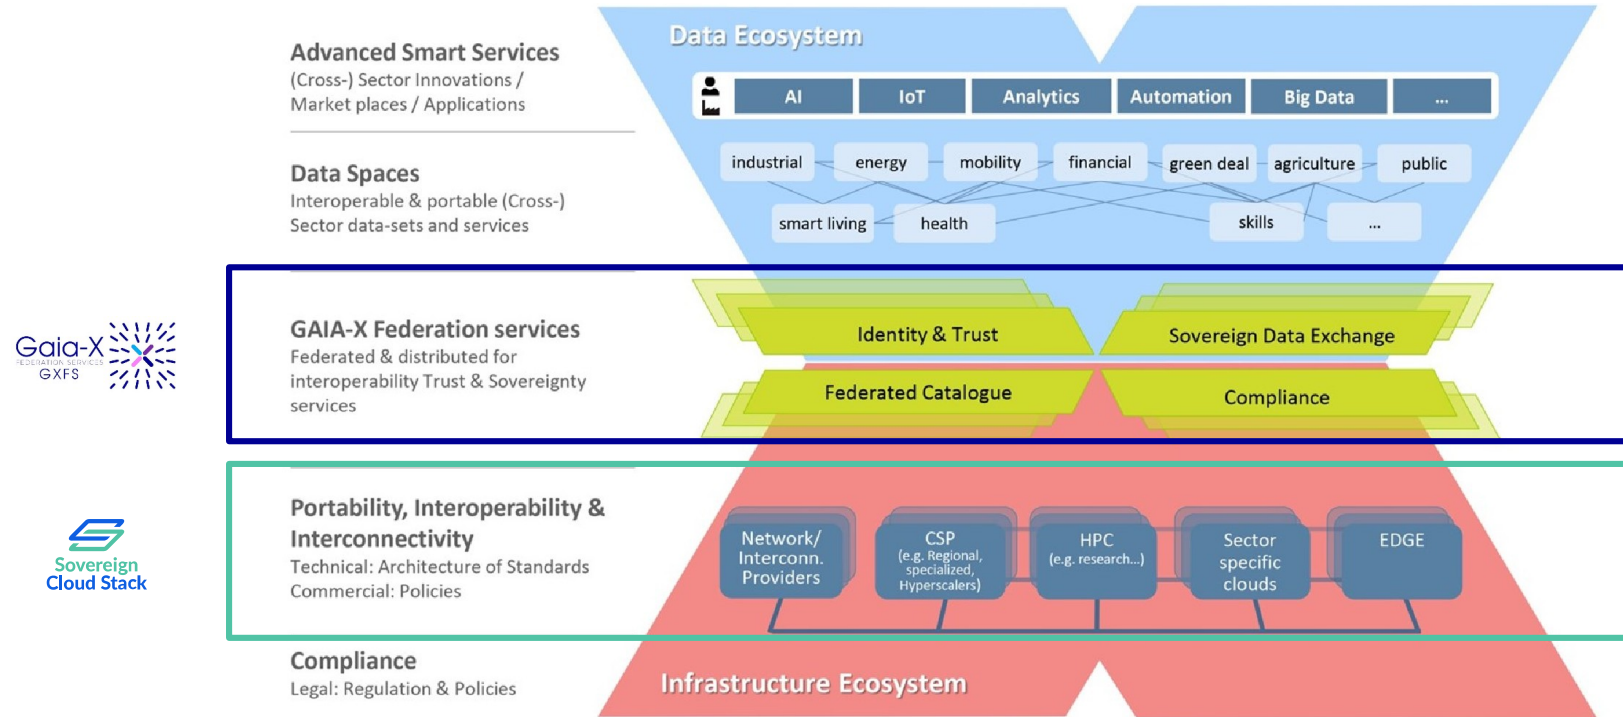 Data Ecosystem
Advanced Smart Services
(Cross-) Sector Innovations /
Market places / Applications
AI
IoT
Analytics
Automation
Big Data
...
Data Spaces
Interoperable & portable (Cross-)
Sector data-sets and services
industrial
energy
mobility
financial
green deal
agriculture
public
smart living
health
skills
...
Gaia-X
FEDERATION SERVICES
GXFS
GAIA-X Federation services
Federated & distributed for
interoperability Trust & Sovereignty
services
Identity & Trust
Sovereign Data Exchange
Federated Catalogue
Compliance
Sovereign
Cloud Stack
Portability, Interoperability &
Interconnectivity
Technical: Architecture of Standards
Commercial: Policies
Network/
Interconn.
Providers
CSP
(e.g. Regional,
specialized,
Hyperscalers)
HPC
(e.g. research...)
Sector
specific
clouds
EDGE
Compliance
Legal: Regulation & Policies
Infrastructure Ecosystem